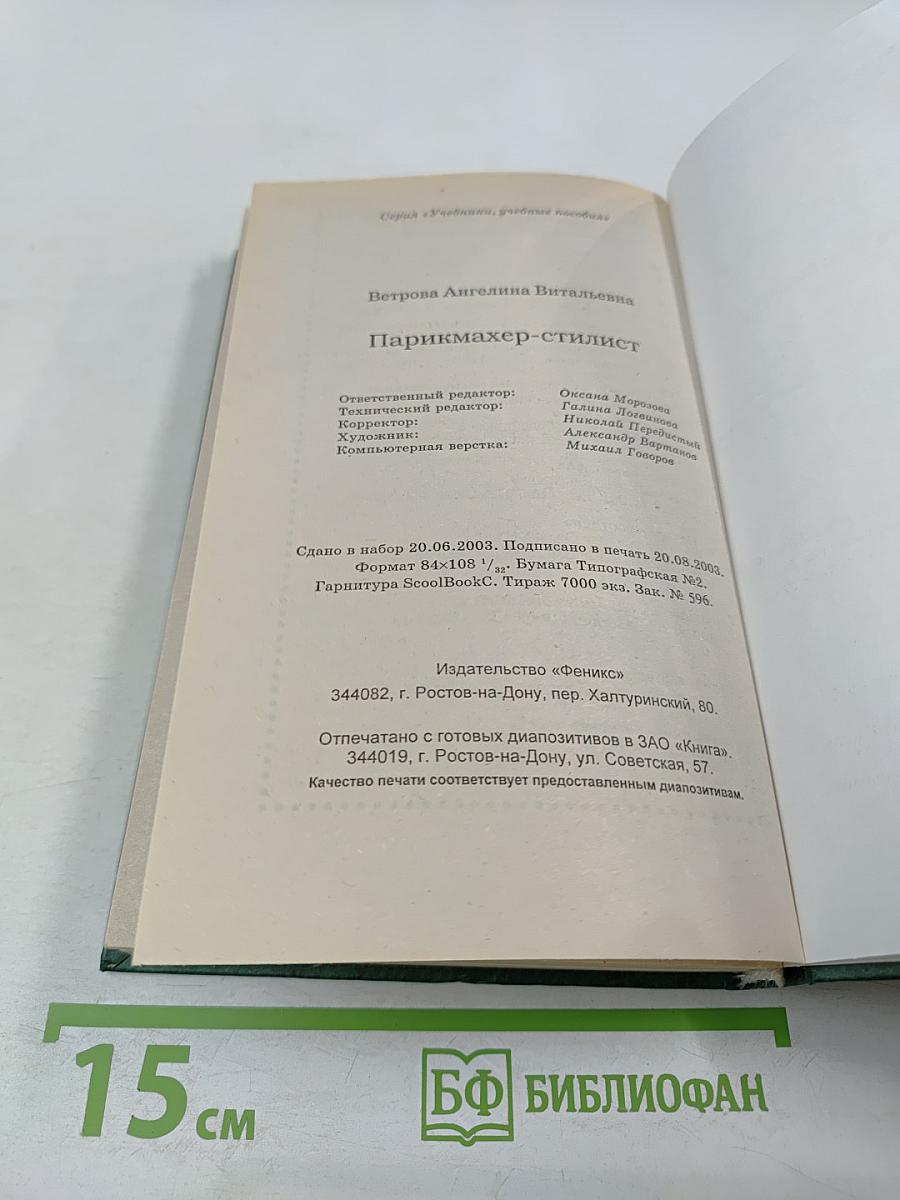 Серия «Учебники, учебные пособия»
Ветрова Ангелина Витальевна
Парикмахер-стилист
Ответственный редактор: Оксана Морозова
Технический редактор: Галина Логвинова
Корректор: Николай Передистый
Художник: Александр Вартанов
Компьютерная верстка: Михаил Говоров
Сдано в набор 20.06.2003. Подписано в печать 20.08.2003.
Формат 84×108 1/32. Бумага Типографская №2.
Гарнитура ScoolBookC. Тираж 7000 экз. Зак. № 596.
Издательство «Феникс»
344082, г. Ростов-на-Дону, пер. Халтуринский, 80.
Отпечатано с готовых диапозитивов в ЗАО «Книга».
344019, г. Ростов-на-Дону, ул. Советская, 57.
Качество печати соответствует предоставленным диапозитивам.
15 см
БФ БИБЛИОФАН